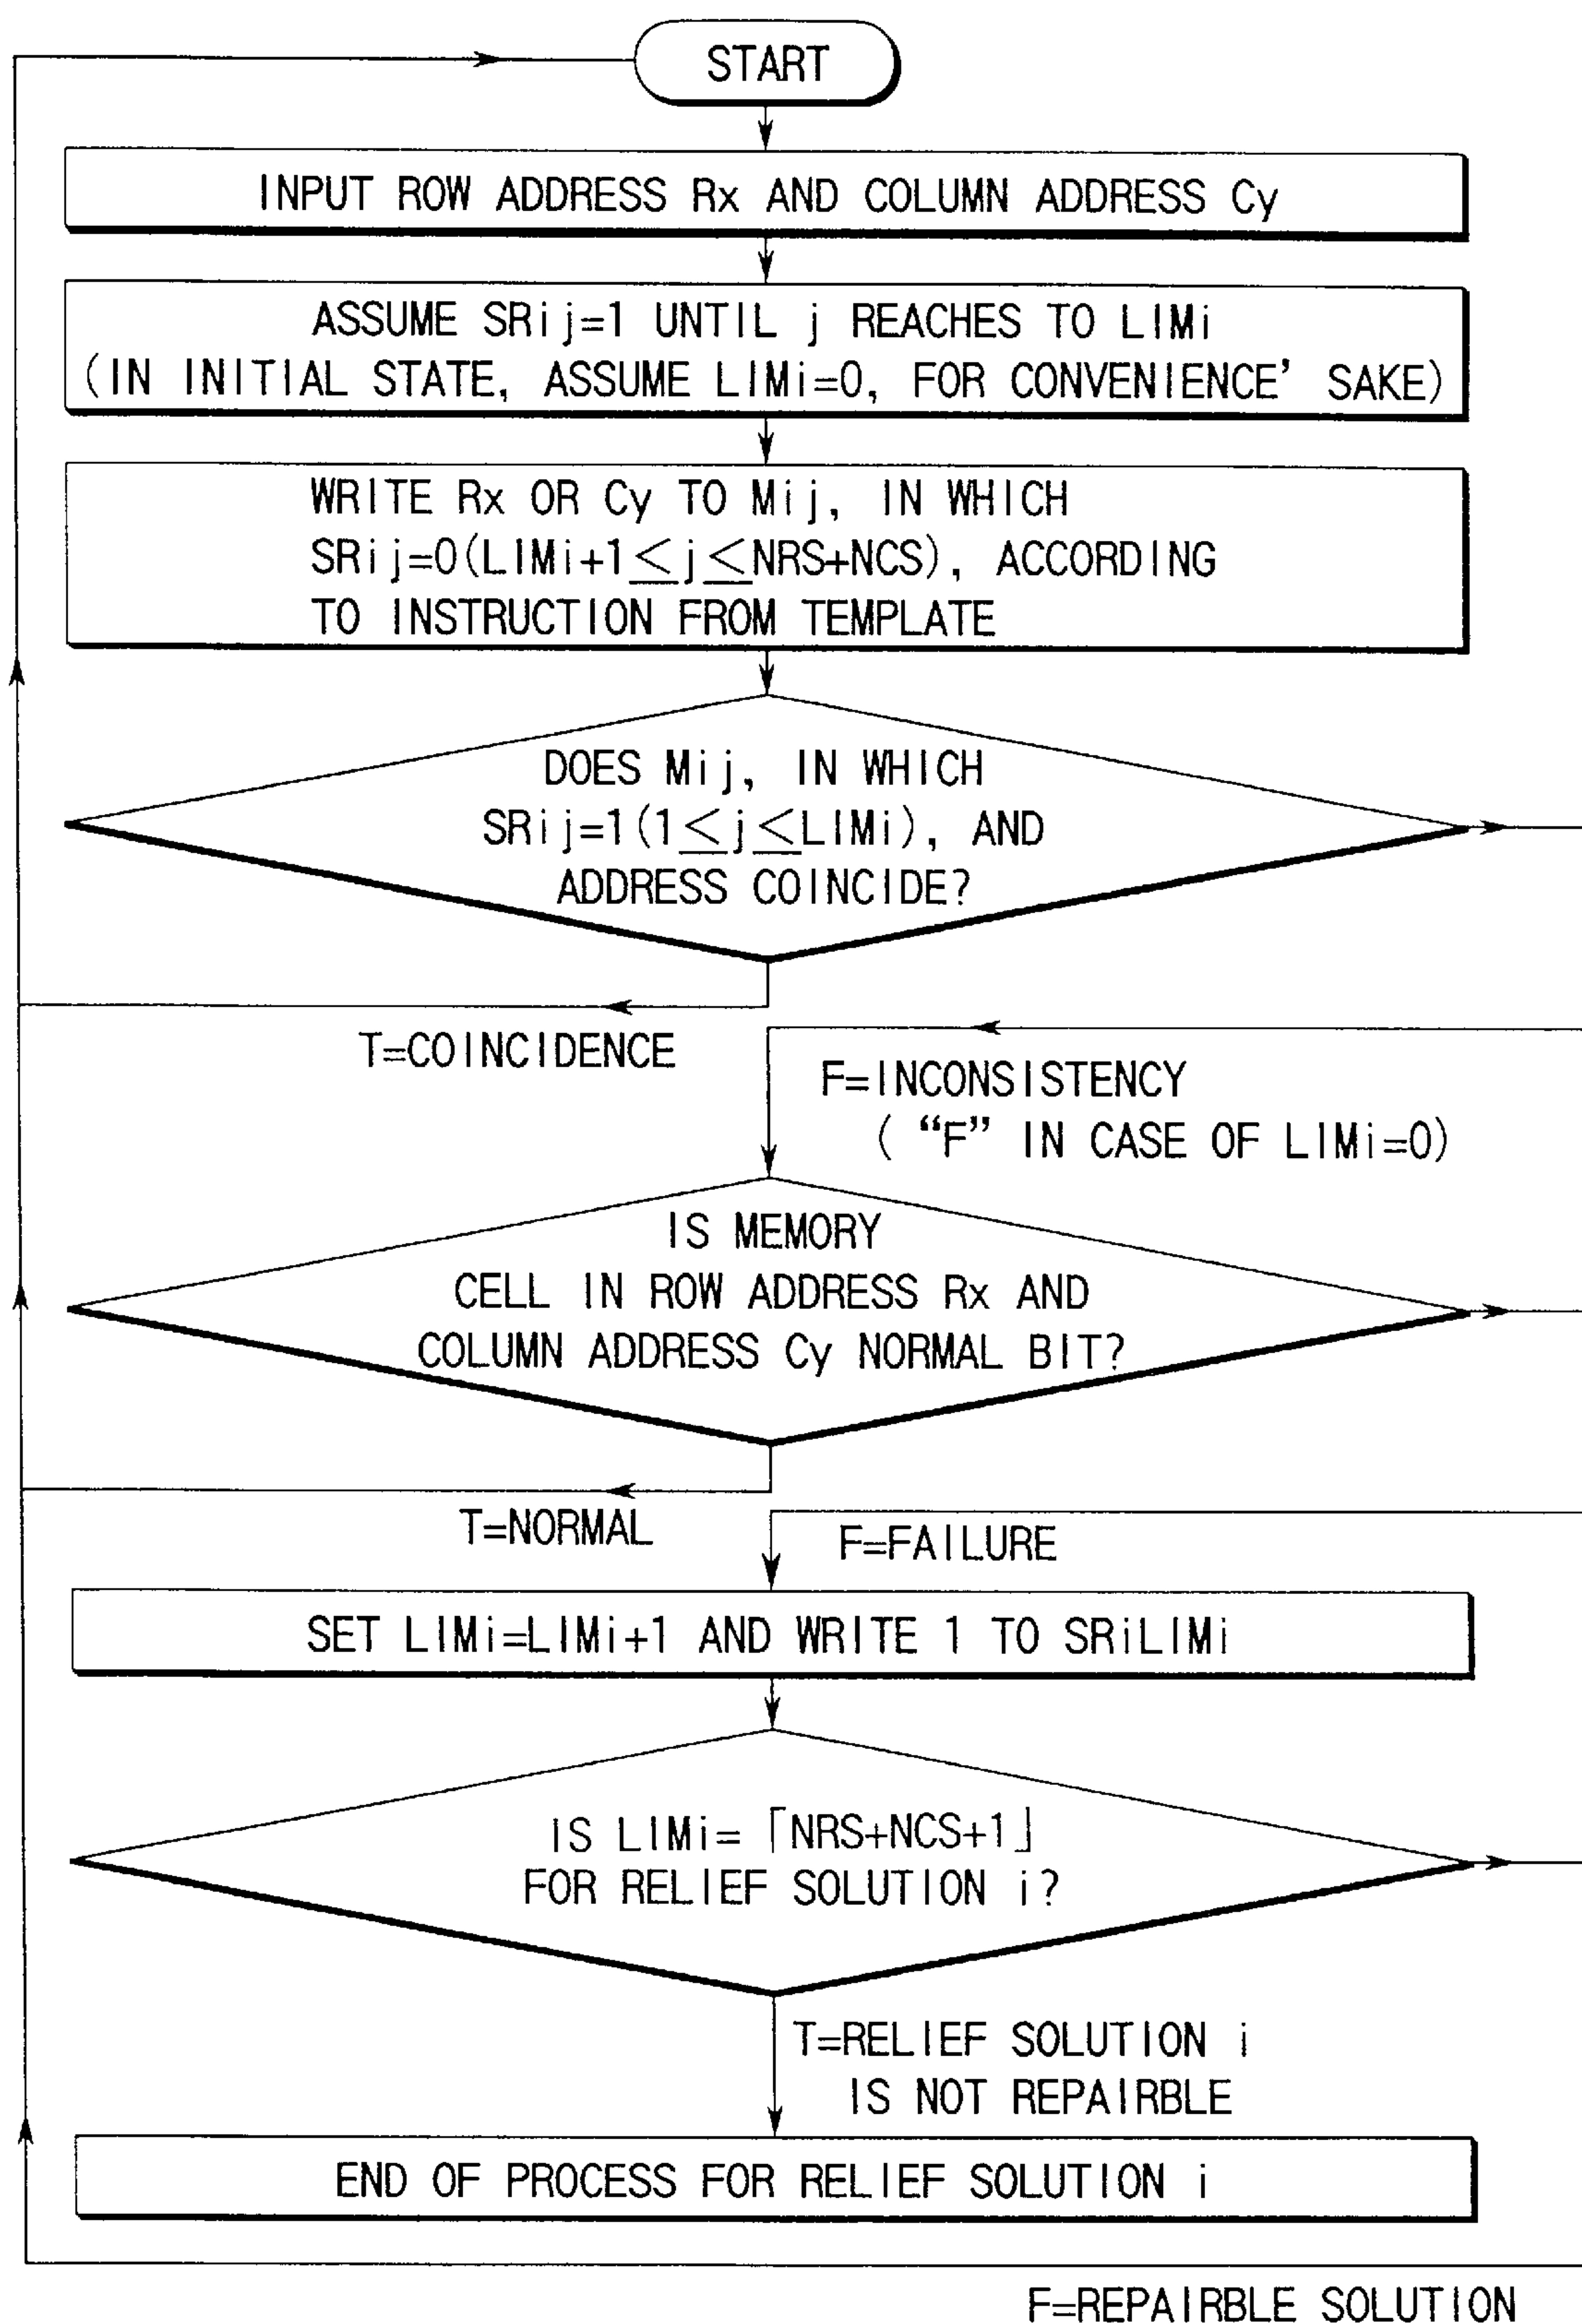 START
INPUT ROW ADDRESS Rx AND COLUMN ADDRESS Cy
ASSUME SRij=1 UNTIL j REACHES TO LIMi
(IN INITIAL STATE, ASSUME LIMi=0, FOR CONVENIENCE' SAKE)
WRITE Rx OR Cy TO Mij, IN WHICH
SRij=0(LIMi+1≦j≦NRS+NCS), ACCORDING
TO INSTRUCTION FROM TEMPLATE
DOES Mij, IN WHICH
SRij=1(1≦j≦LIMi), AND
ADDRESS COINCIDE?
T=COINCIDENCE
F=INCONSISTENCY
( “F” IN CASE OF LIMi=0)
IS MEMORY
CELL IN ROW ADDRESS Rx AND
COLUMN ADDRESS Cy NORMAL BIT?
T=NORMAL
F=FAILURE
SET LIMi=LIMi+1 AND WRITE 1 TO SRiLIMi
IS LIMi=「NRS+NCS+1」
FOR RELIEF SOLUTION i?
T=RELIEF SOLUTION i
IS NOT REPAIRBLE
END OF PROCESS FOR RELIEF SOLUTION i
F=REPAIRBLE SOLUTION